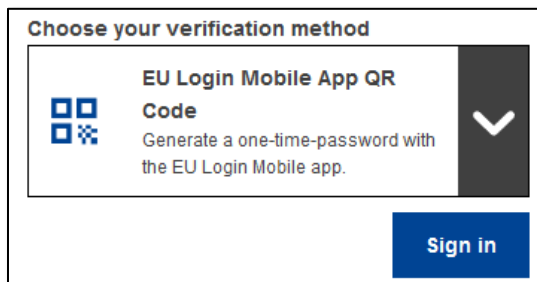 Choose your verification method
EU Login Mobile App QR
Code
Generate a one-time-password with
the EU Login Mobile app.
Sign in